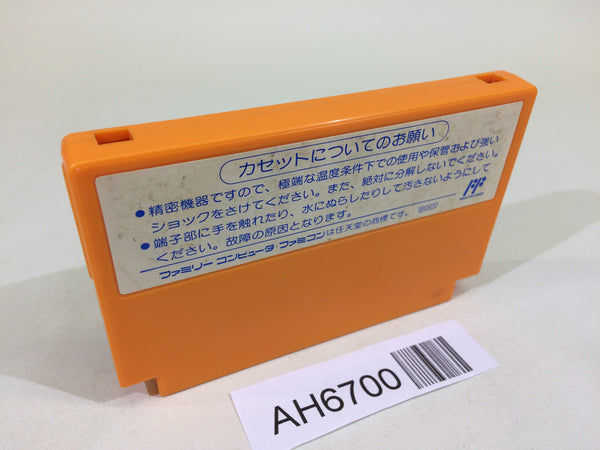 カセットについてのお願い
●精密機器ですので、極端な温度条件下での使用や保管および強い
ショックをさけてください。また、絶対に分解しないでください。
●端子部に手を触れたり、水にぬらしたりして汚さないようにして
ください。故障の原因となります。
ファミリーコンピュータ・ファミコンは任天堂の商標です。
AH6700